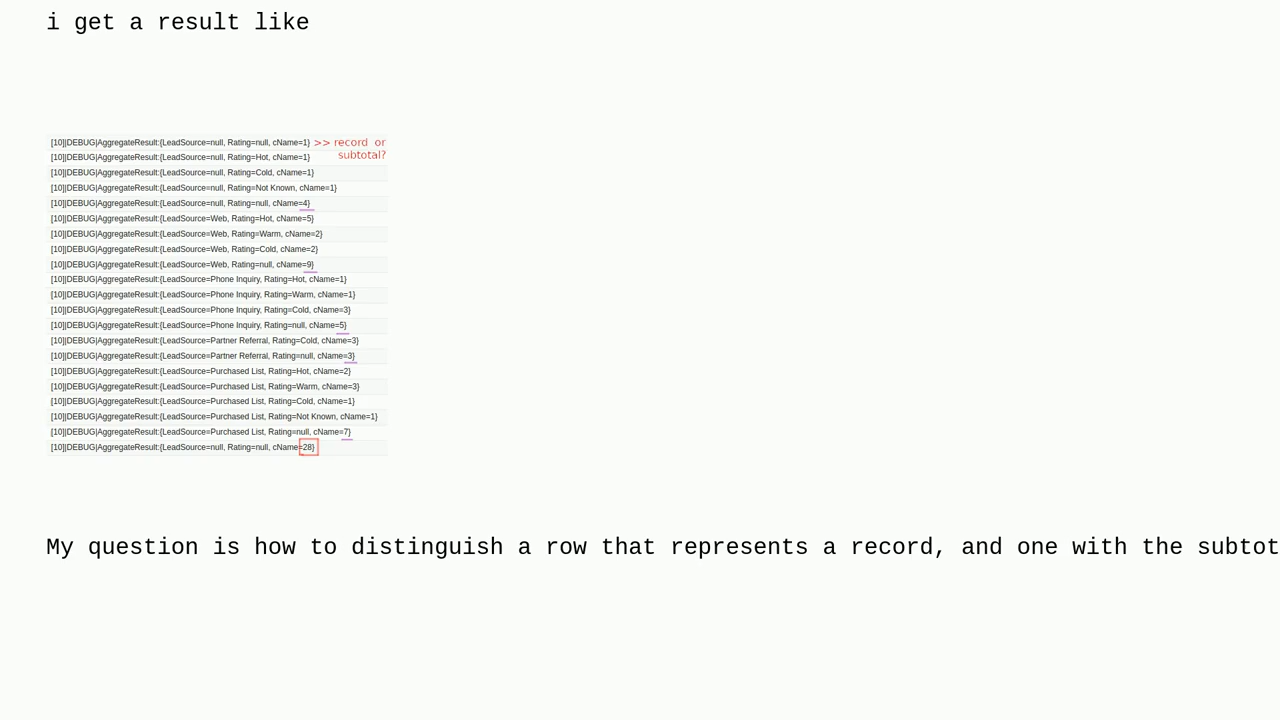 i get a result like
[10]|DEBUG|AggregateResult:{LeadSource=null, Rating=null, cName=1} >> record or
subtotal?
[10]|DEBUG|AggregateResult:{LeadSource=null, Rating=Hot, cName=1}
[10]|DEBUG|AggregateResult:{LeadSource=null, Rating=Cold, cName=1}
[10]|DEBUG|AggregateResult:{LeadSource=null, Rating=Not Known, cName=1}
[10]|DEBUG|AggregateResult:{LeadSource=null, Rating=null, cName=4}
[10]|DEBUG|AggregateResult:{LeadSource=Web, Rating=Hot, cName=5}
[10]|DEBUG|AggregateResult:{LeadSource=Web, Rating=Warm, cName=2}
[10]|DEBUG|AggregateResult:{LeadSource=Web, Rating=Cold, cName=2}
[10]|DEBUG|AggregateResult:{LeadSource=Web, Rating=null, cName=9}
[10]|DEBUG|AggregateResult:{LeadSource=Phone Inquiry, Rating=Hot, cName=1}
[10]|DEBUG|AggregateResult:{LeadSource=Phone Inquiry, Rating=Warm, cName=1}
[10]|DEBUG|AggregateResult:{LeadSource=Phone Inquiry, Rating=Cold, cName=3}
[10]|DEBUG|AggregateResult:{LeadSource=Phone Inquiry, Rating=null, cName=5}
[10]|DEBUG|AggregateResult:{LeadSource=Partner Referral, Rating=Cold, cName=3}
[10]|DEBUG|AggregateResult:{LeadSource=Partner Referral, Rating=null, cName=3}
[10]|DEBUG|AggregateResult:{LeadSource=Purchased List, Rating=Hot, cName=2}
[10]|DEBUG|AggregateResult:{LeadSource=Purchased List, Rating=Warm, cName=3}
[10]|DEBUG|AggregateResult:{LeadSource=Purchased List, Rating=Cold, cName=1}
[10]|DEBUG|AggregateResult:{LeadSource=Purchased List, Rating=Not Known, cName=1}
[10]|DEBUG|AggregateResult:{LeadSource=Purchased List, Rating=null, cName=7}
[10]|DEBUG|AggregateResult:{LeadSource=null, Rating=null, cName=28}
My question is how to distinguish a row that represents a record, and one with the subtot